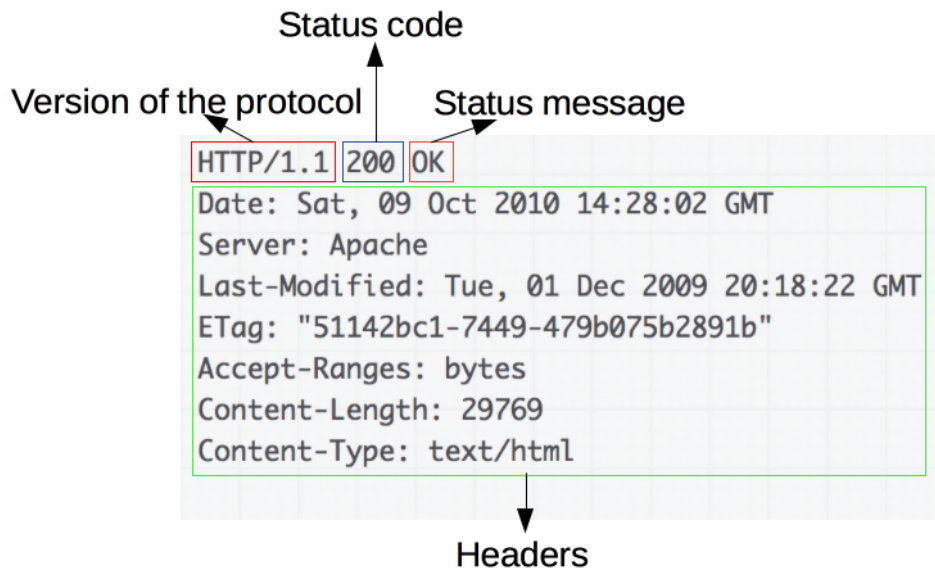 Status code
Version of the protocol Status message
HTTP/1.1 200 OK
Date: Sat, 09 Oct 2010 14:28:02 GMT
Server: Apache
Last-Modified: Tue, 01 Dec 2009 20:18:22 GMT
ETag: "51142bc1-7449-479b075b2891b"
Accept-Ranges: bytes
Content-Length: 29769
Content-Type: text/html
Headers